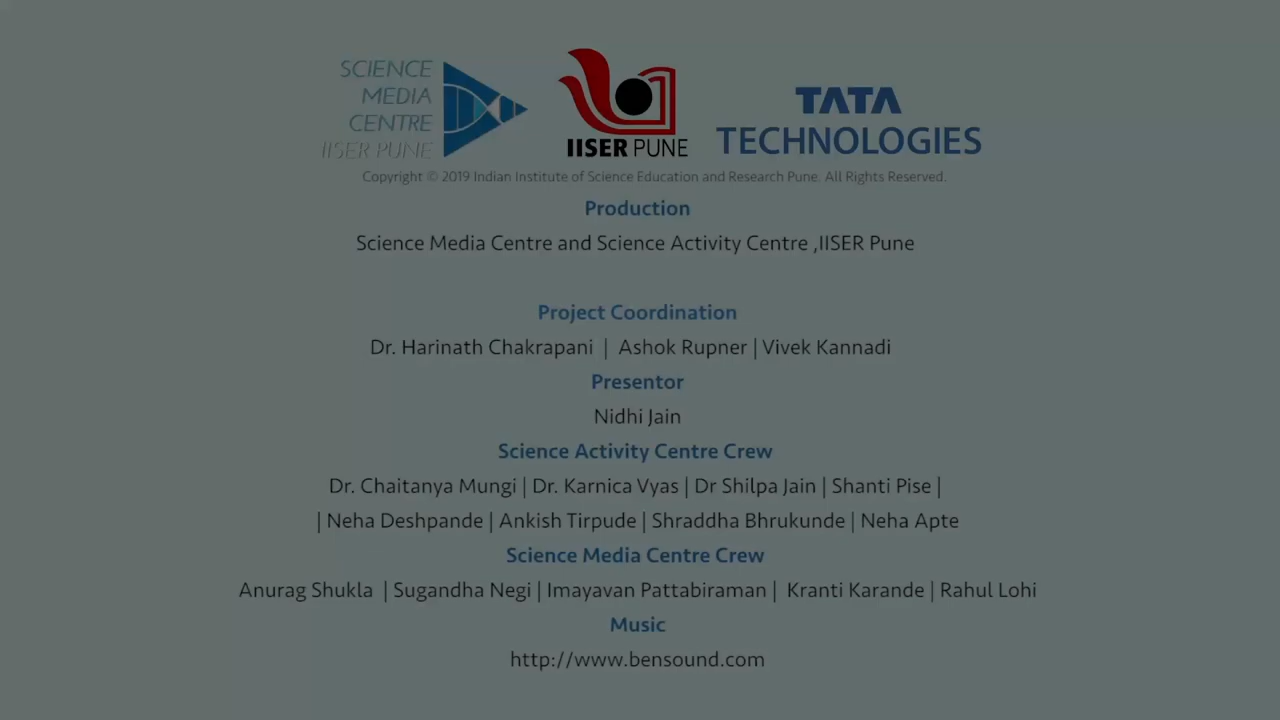 SCIENCE
MEDIA
CENTRE
IISER PUNE
IISER PUNE
TATA
TECHNOLOGIES
Copyright © 2019 Indian Institute of Science Education and Research Pune. All Rights Reserved.
Production
Science Media Centre and Science Activity Centre ,IISER Pune
Project Coordination
Dr. Harinath Chakrapani | Ashok Rupner | Vivek Kannadi
Presentor
Nidhi Jain
Science Activity Centre Crew
Dr. Chaitanya Mungi | Dr. Karnica Vyas | Dr Shilpa Jain | Shanti Pise |
| Neha Deshpande | Ankish Tirpude | Shraddha Bhrukunde | Neha Apte
Science Media Centre Crew
Anurag Shukla | Sugandha Negi | Imayavan Pattabiraman | Kranti Karande | Rahul Lohi
Music
http://www.bensound.com